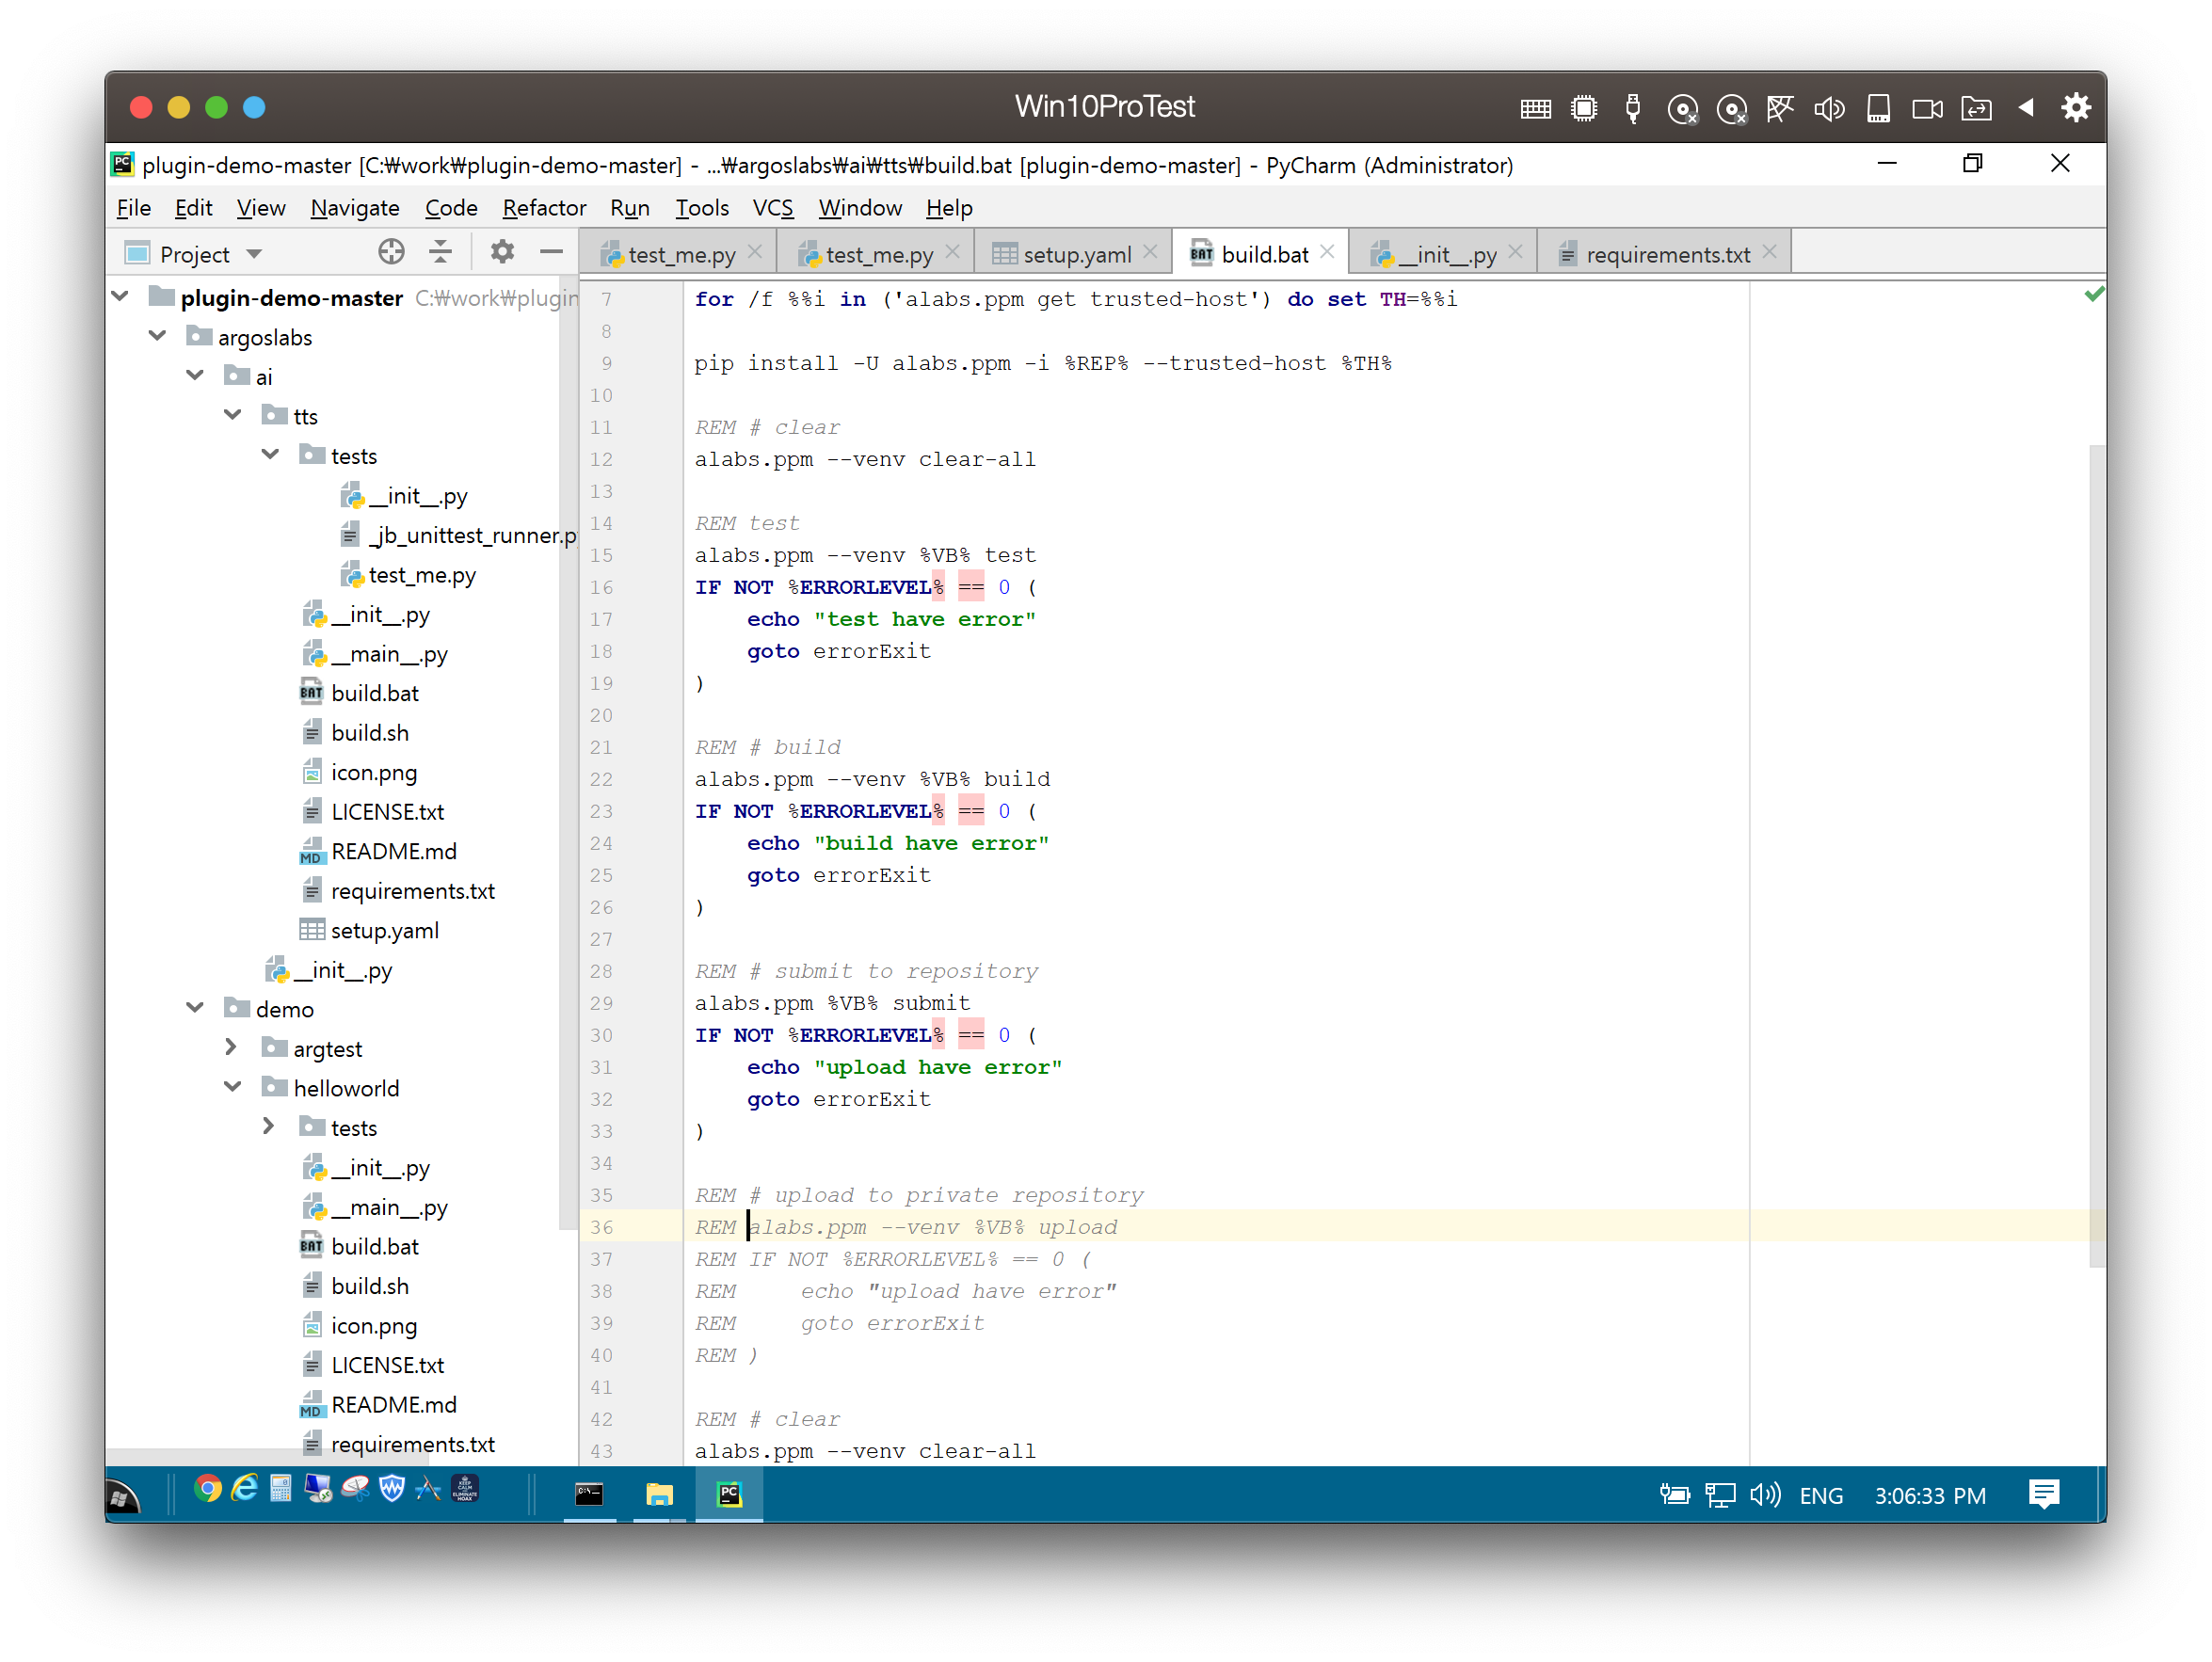 Win10ProTest
plugin-demo-master [C:₩work₩plugin-demo-master] - ...₩argoslabs₩ai₩tts₩build.bat [plugin-demo-master] - PyCharm (Administrator)
File Edit View Navigate Code Refactor Run Tools VCS Window Help
Project
test_me.py test_me.py setup.yaml build.bat __init__.py requirements.txt
plugin-demo-master C:₩work₩plugin
argoslabs
ai
tts
tests
__init__.py
_jb_unittest_runner.p
test_me.py
__init__.py
__main__.py
build.bat
build.sh
icon.png
LICENSE.txt
README.md
requirements.txt
setup.yaml
__init__.py
demo
argtest
helloworld
tests
__init__.py
__main__.py
build.bat
build.sh
icon.png
LICENSE.txt
README.md
requirements.txt
7 for /f %%i in ('alabs.ppm get trusted-host') do set TH=%%i
8
9 pip install -U alabs.ppm -i %REP% --trusted-host %TH%
10
11 REM # clear
12 alabs.ppm --venv clear-all
13
14 REM test
15 alabs.ppm --venv %VB% test
16 IF NOT %ERRORLEVEL% == 0 (
17 echo "test have error"
18 goto errorExit
19 )
20
21 REM # build
22 alabs.ppm --venv %VB% build
23 IF NOT %ERRORLEVEL% == 0 (
24 echo "build have error"
25 goto errorExit
26 )
27
28 REM # submit to repository
29 alabs.ppm %VB% submit
30 IF NOT %ERRORLEVEL% == 0 (
31 echo "upload have error"
32 goto errorExit
33 )
34
35 REM # upload to private repository
36 REM alabs.ppm --venv %VB% upload
37 REM IF NOT %ERRORLEVEL% == 0 (
38 REM echo "upload have error"
39 REM goto errorExit
40 REM )
41
42 REM # clear
43 alabs.ppm --venv clear-all
ENG 3:06:33 PM